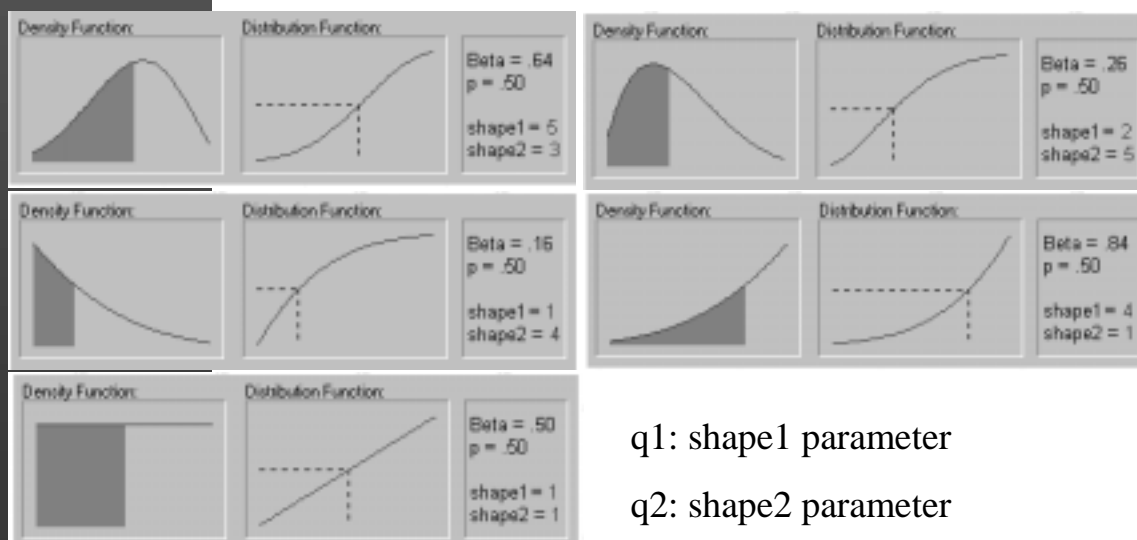 Density Function:
Distribution Function:
Beta = .64
p = .50
shape1 = 5
shape2 = 3
Density Function:
Distribution Function:
Beta = .26
p = .50
shape1 = 2
shape2 = 5
Density Function:
Distribution Function:
Beta = .16
p = .50
shape1 = 1
shape2 = 4
Density Function:
Distribution Function:
Beta = .84
p = .50
shape1 = 4
shape2 = 1
Density Function:
Distribution Function:
Beta = .50
p = .50
shape1 = 1
shape2 = 1
q1: shape1 parameter
q2: shape2 parameter